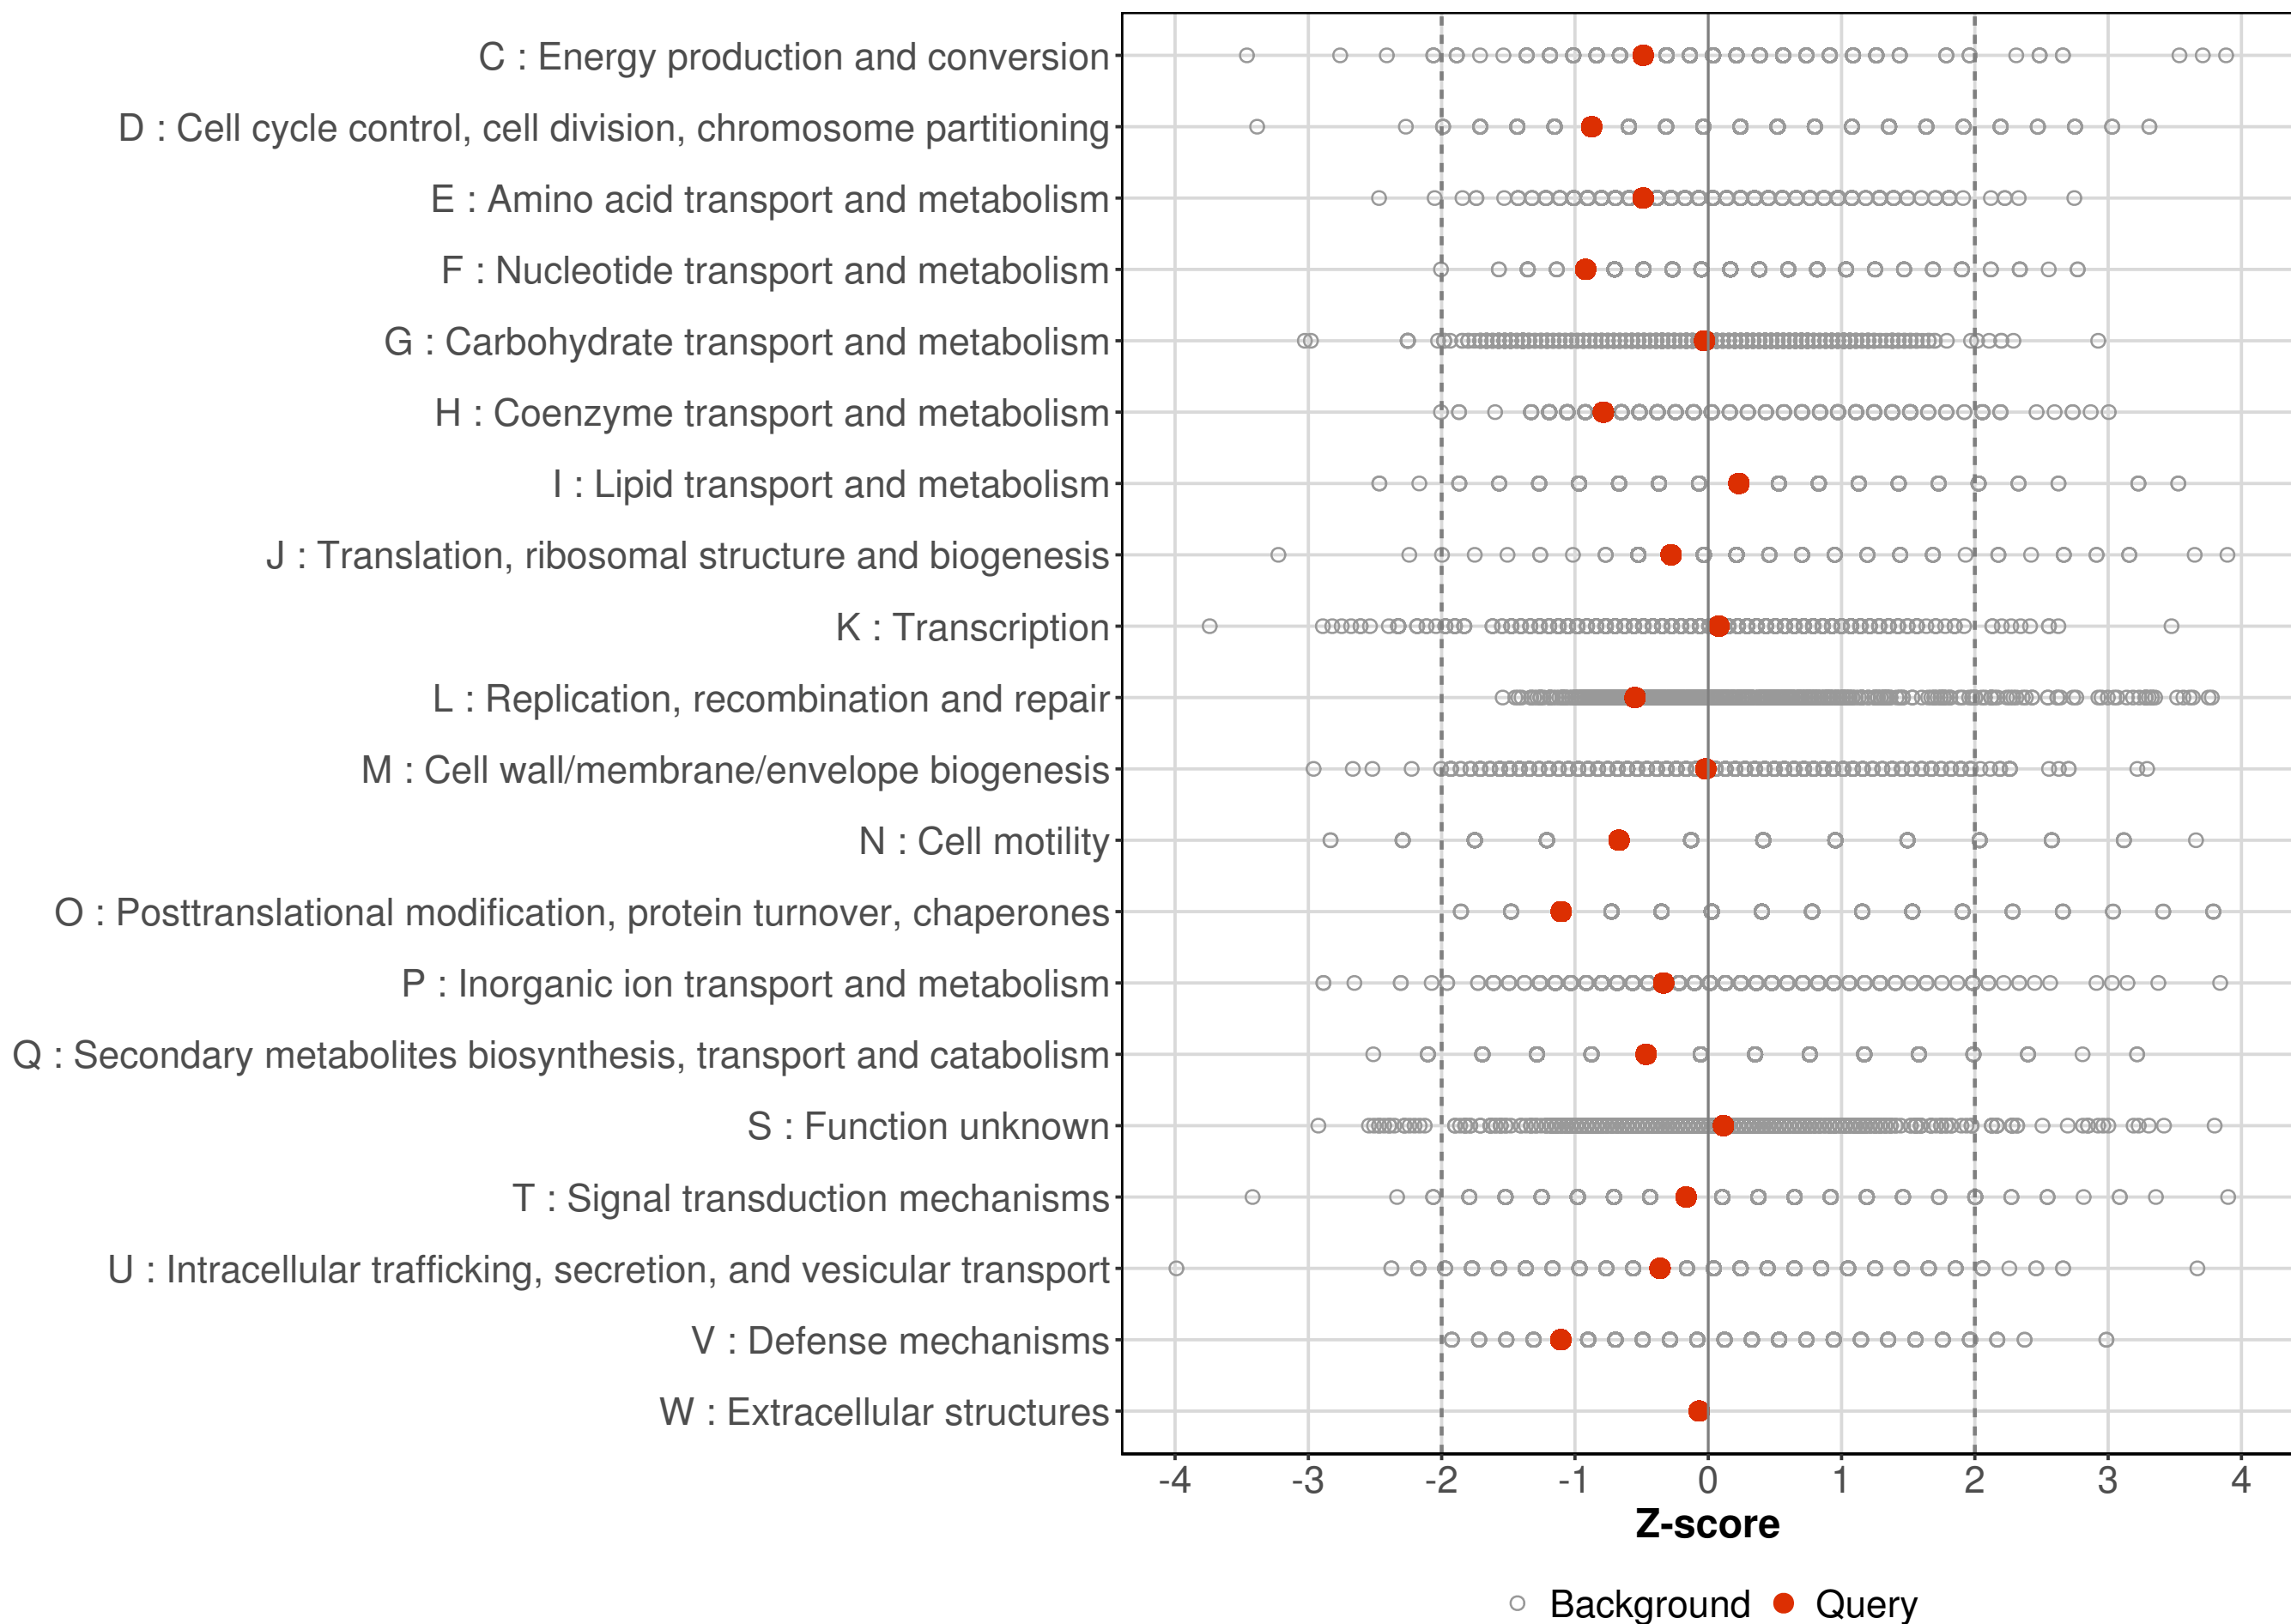 C : Energy production and conversion
D : Cell cycle control, cell division, chromosome partitioning
E : Amino acid transport and metabolism
F : Nucleotide transport and metabolism
G : Carbohydrate transport and metabolism
H : Coenzyme transport and metabolism
I : Lipid transport and metabolism
J : Translation, ribosomal structure and biogenesis
K : Transcription
L : Replication, recombination and repair
M : Cell wall/membrane/envelope biogenesis
N : Cell motility
O : Posttranslational modification, protein turnover, chaperones
P : Inorganic ion transport and metabolism
Q : Secondary metabolites biosynthesis, transport and catabolism
S : Function unknown
T : Signal transduction mechanisms
U : Intracellular trafficking, secretion, and vesicular transport
V : Defense mechanisms
W : Extracellular structures
-4 -3 -2 -1 0 1 2 3 4
Z-score
Background Query